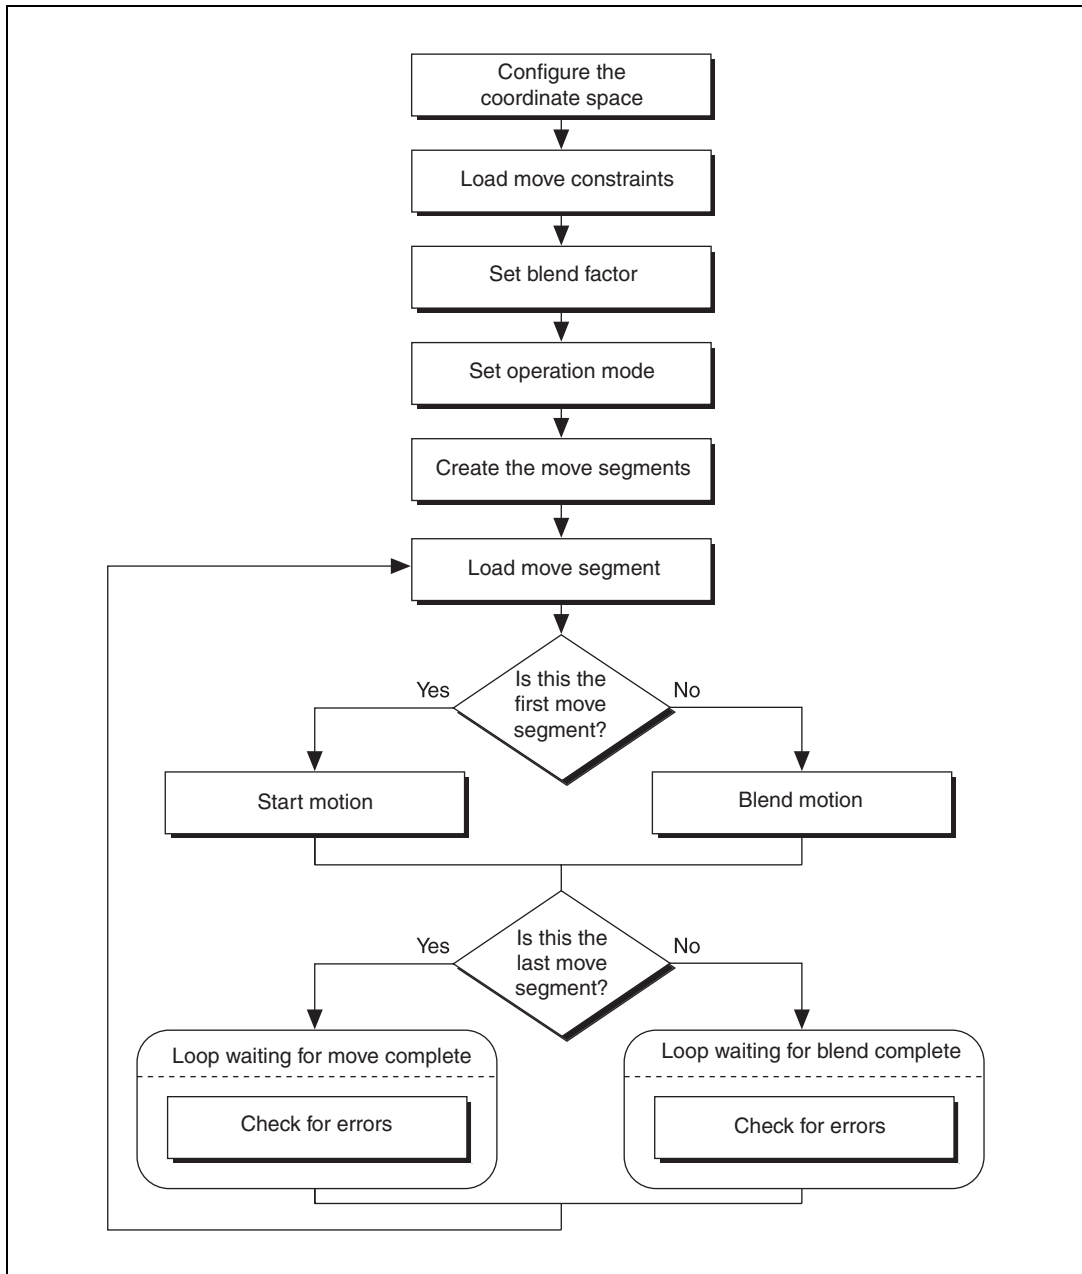 Configure the
coordinate space
Load move constraints
Set blend factor
Set operation mode
Create the move segments
Load move segment
Is this the
first move
segment?
Yes
No
Start motion
Blend motion
Is this the
last move
segment?
Yes
No
Loop waiting for move complete
Check for errors
Loop waiting for blend complete
Check for errors